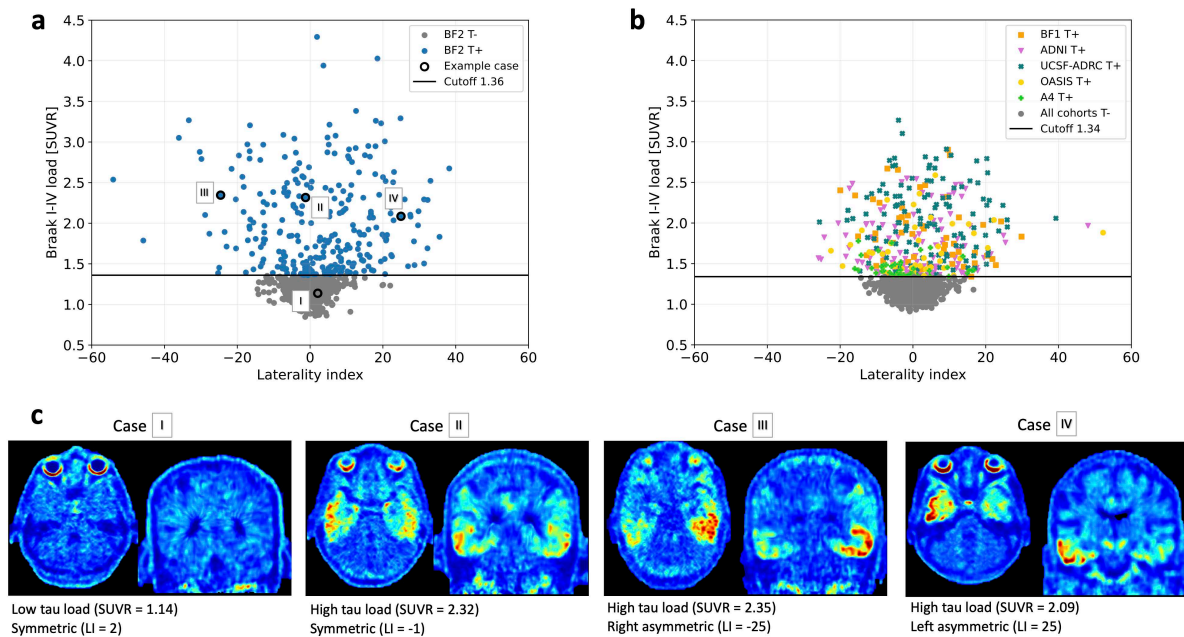 a
4.5
4.0
3.5
3.0
2.5
2.0
1.5
1.0
0.5
Braak I-IV load [SUVR]
−60 −40 −20 0 20 40 60
Laterality index
BF2 T-
BF2 T+
Example case
Cutoff 1.36
III
II
IV
I
b
4.5
4.0
3.5
3.0
2.5
2.0
1.5
1.0
0.5
Braak I-IV load [SUVR]
−60 −40 −20 0 20 40 60
Laterality index
BF1 T+
ADNI T+
UCSF-ADRC T+
OASIS T+
A4 T+
All cohorts T-
Cutoff 1.34
c
Case I
Low tau load (SUVR = 1.14)
Symmetric (LI = 2)
Case II
High tau load (SUVR = 2.32)
Symmetric (LI = -1)
Case III
High tau load (SUVR = 2.35)
Right asymmetric (LI = -25)
Case IV
High tau load (SUVR = 2.09)
Left asymmetric (LI = 25)